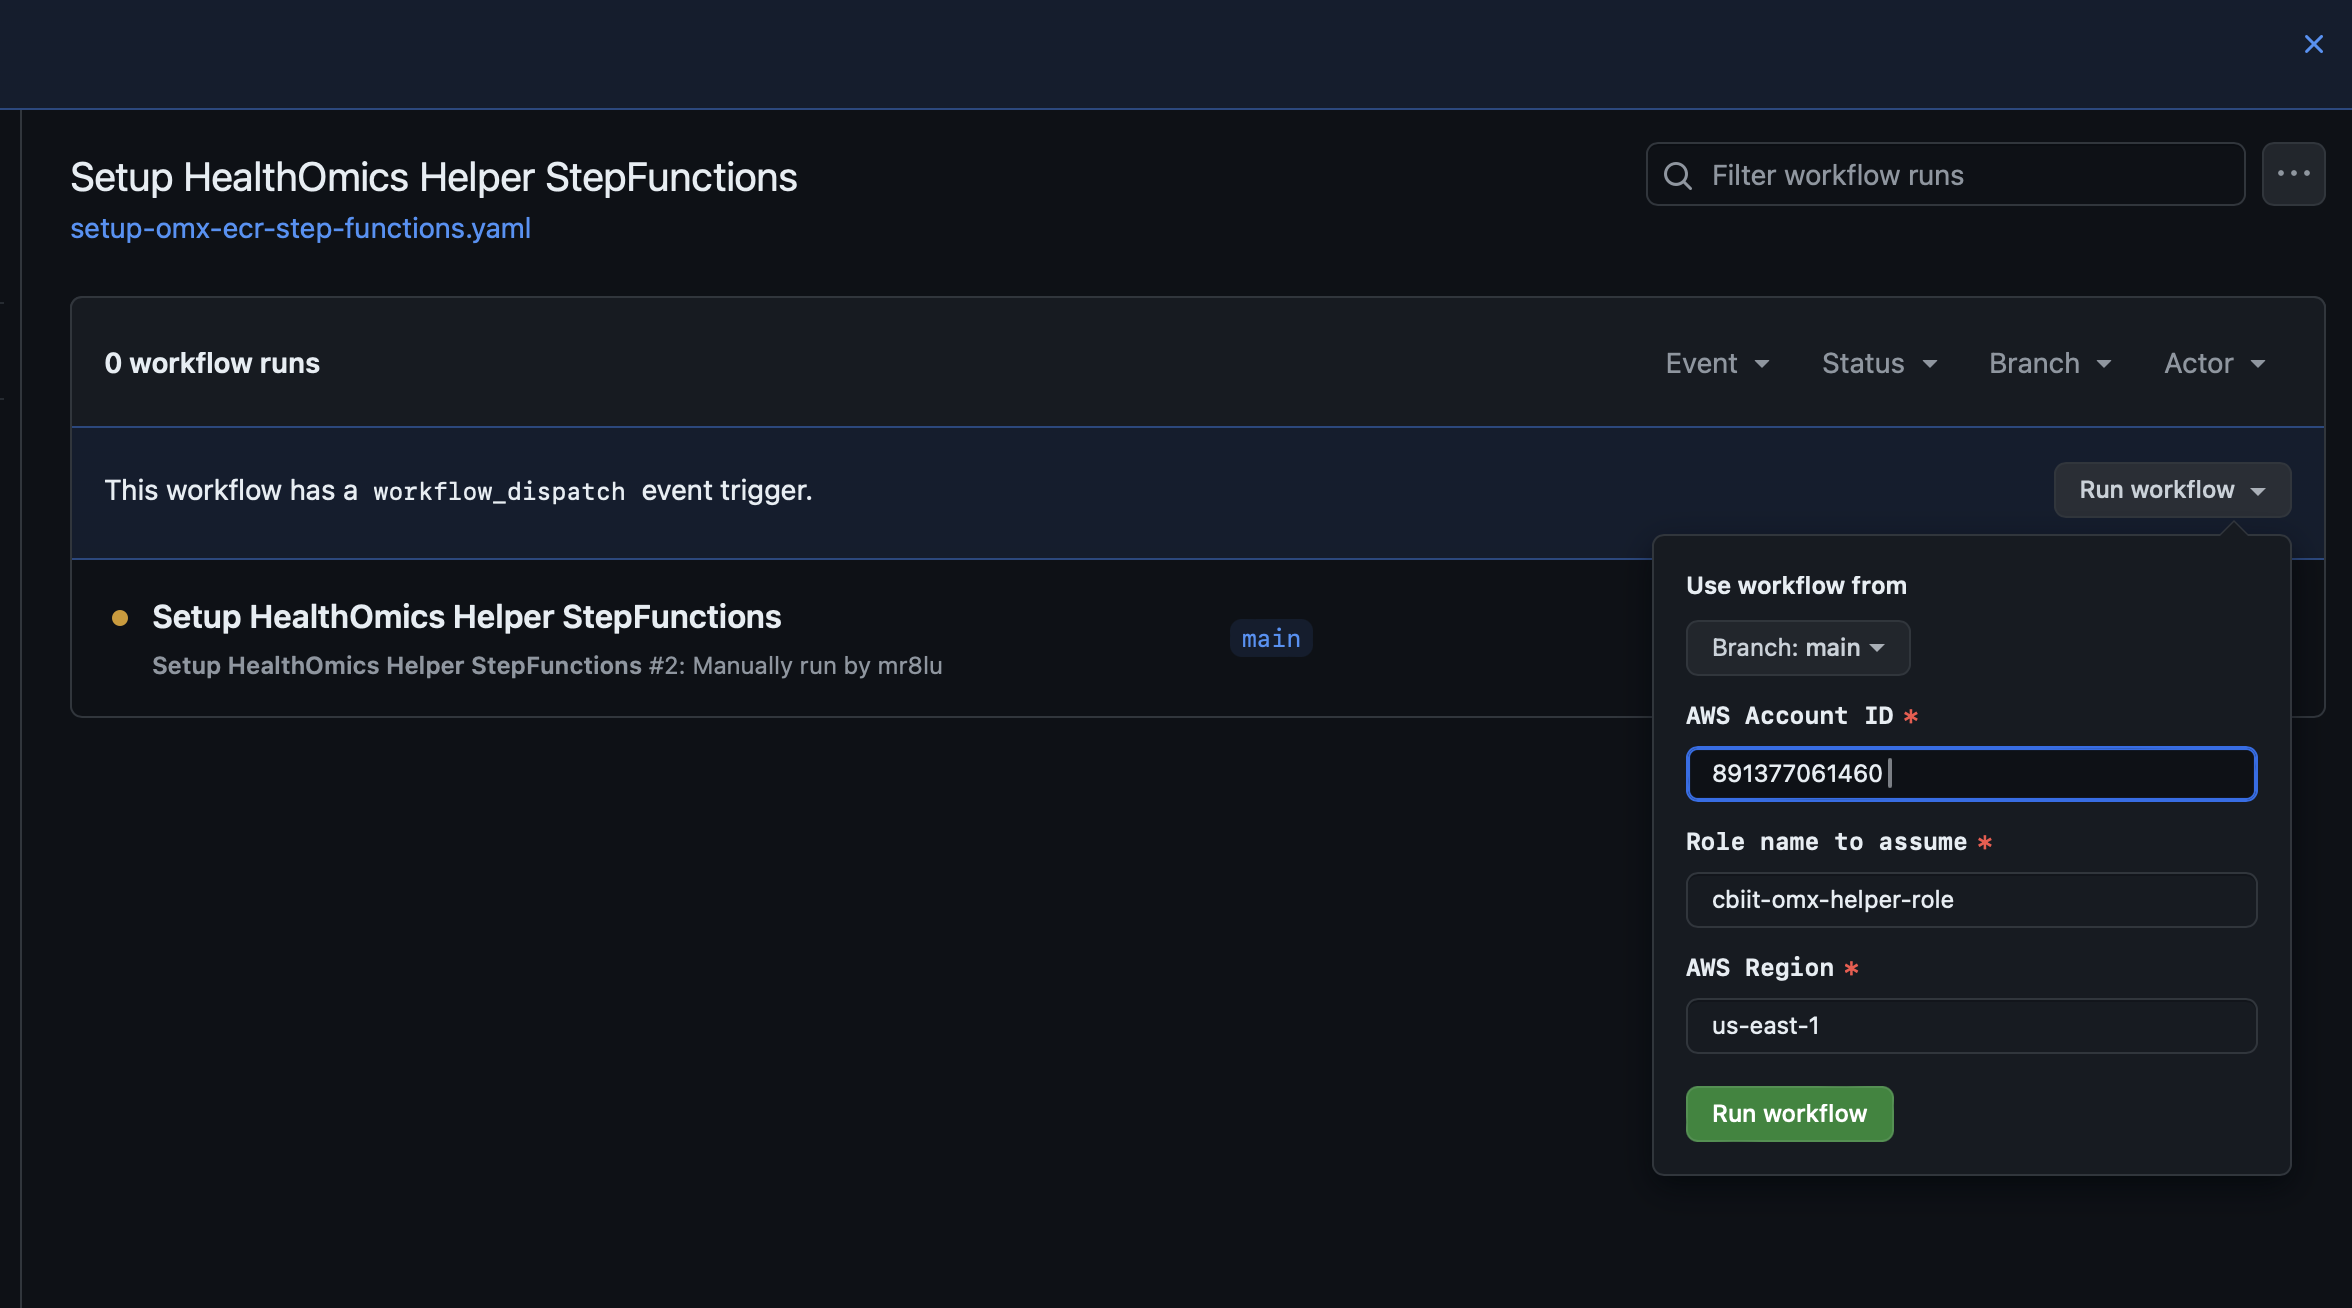 Setup HealthOmics Helper StepFunctions
setup-omx-ecr-step-functions.yaml
Filter workflow runs
0 workflow runs
Event
Status
Branch
Actor
This workflow has a workflow_dispatch event trigger.
Run workflow
Setup HealthOmics Helper StepFunctions
Setup HealthOmics Helper StepFunctions #2: Manually run by mr8lu
main
Use workflow from
Branch: main
AWS Account ID *
891377061460
Role name to assume *
cbiit-omx-helper-role
AWS Region *
us-east-1
Run workflow